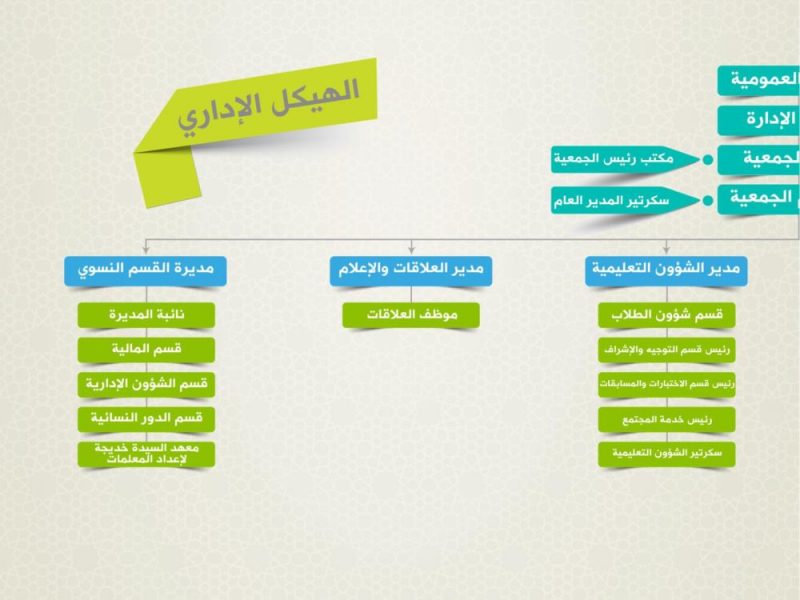 الهيكل الإداري
العمومية
الإدارة
الجمعية
مكتب رئيس الجمعية
الجمعية
سكرتير المدير العام
مدير الشؤون التعليمية
قسم شؤون الطلاب
رئيس قسم التوجيه والإشراف
رئيس قسم الاختبارات والمسابقات
رئيس خدمة المجتمع
سكرتير الشؤون التعليمية
مدير العلاقات والإعلام
موظف العلاقات
مديرة القسم النسوي
نائبة المديرة
قسم المالية
قسم الشؤون الإدارية
قسم الدور النسائية
معهد السيدة خديجة
لإعداد المعلمات